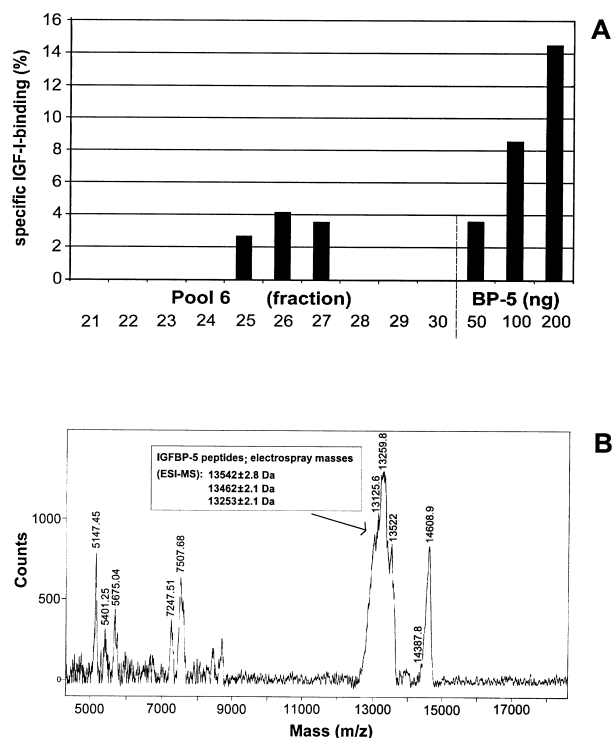 A
specific IGF-I-binding (%)
16
14
12
10
8
6
4
2
0
Pool 6 (fraction) BP-5 (ng)
21 22 23 24 25 26 27 28 29 30 50 100 200
B
IGFBP-5 peptides; electrospray masses
(ESI-MS): 13542±2.8 Da
13462±2.1 Da
13253±2.1 Da
5147.45
5401.25
5675.04
7247.51
7507.68
13125.6
13259.8
13522
14387.8
14608.9
Counts
1000
500
0
5000 7000 9000 11000 13000 15000 17000
Mass (m/z)